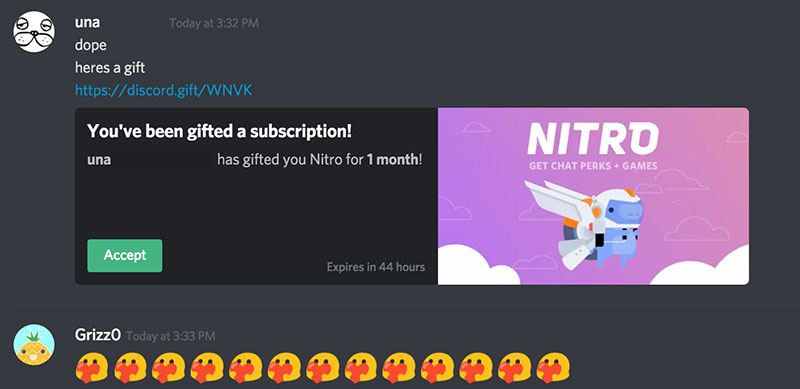 una Today at 3:32 PM
dope
heres a gift
https://discord.gift/WNVK
You've been gifted a subscription!
una has gifted you Nitro for 1 month!
Accept
Expires in 44 hours
NITRO
GET CHAT PERKS + GAMES
Grizz0 Today at 3:33 PM